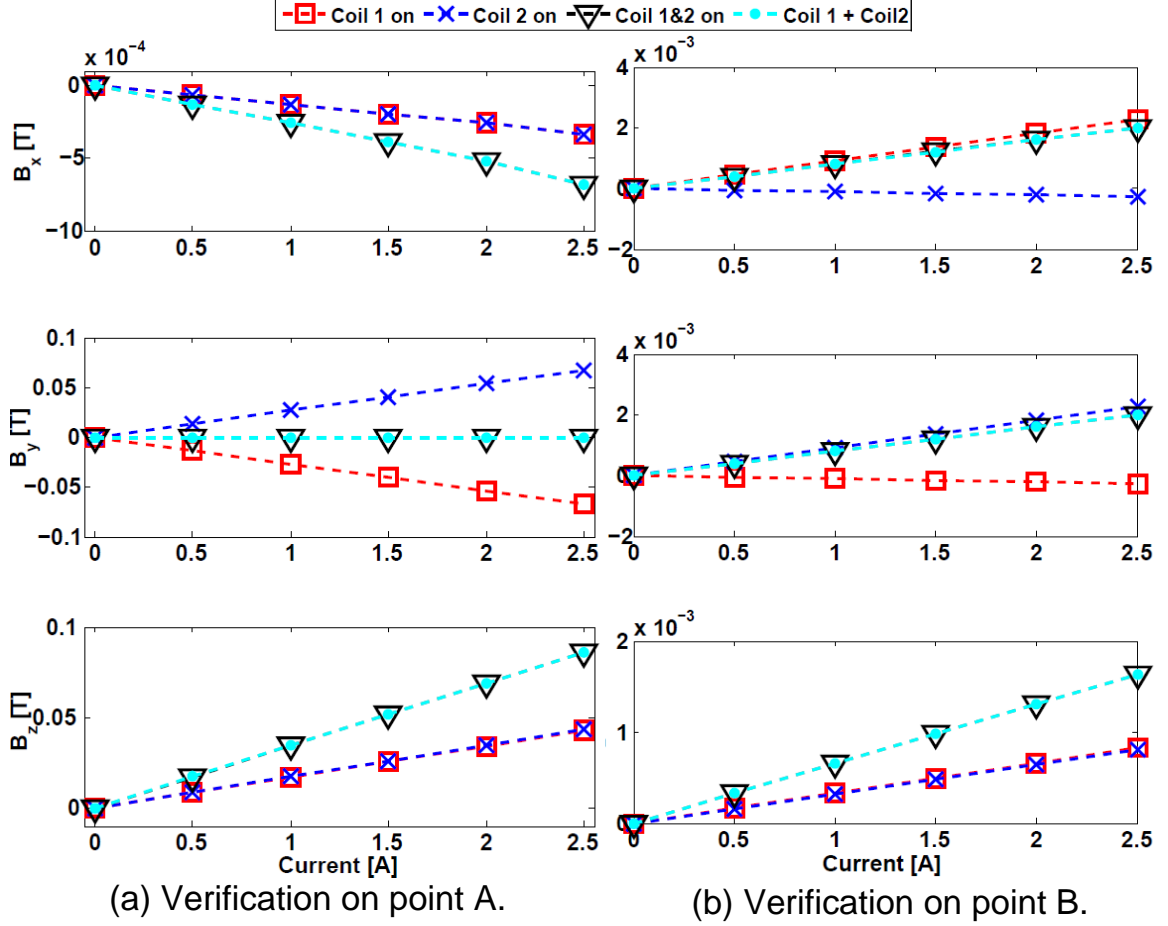 Coil 1 on Coil 2 on Coil 1&2 on Coil 1 + Coil2
x 10⁻⁴
0
−5
−10
B_x [T]
0 0.5 1 1.5 2 2.5
x 10⁻³
4
2
0
−2
0 0.5 1 1.5 2 2.5
0.1
0.05
0
−0.05
−0.1
B_y [T]
0 0.5 1 1.5 2 2.5
x 10⁻³
4
2
0
−2
0 0.5 1 1.5 2 2.5
0.1
0.05
0
B_z [T]
0 0.5 1 1.5 2 2.5
Current [A]
x 10⁻³
2
1
0
0 0.5 1 1.5 2 2.5
Current [A]
(a) Verification on point A.
(b) Verification on point B.